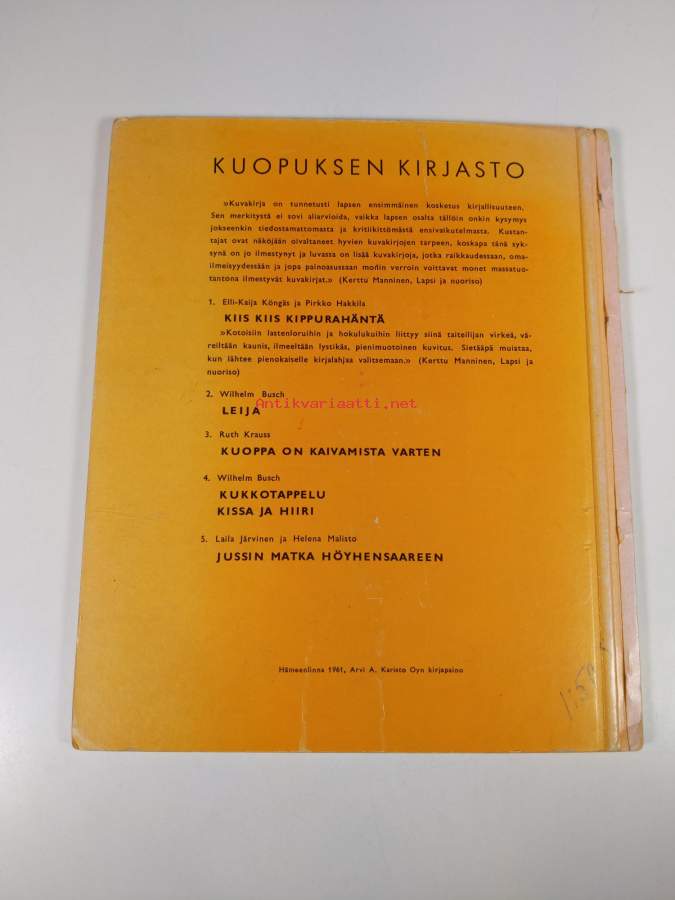 KUOPUKSEN KIRJASTO
»Kuvakirja on tunnetusti lapsen ensimmäinen kosketus kirjallisuuteen.
Sen merkitystä ei sovi aliarvioida, vaikka lapsen osalta tällöin onkin kysymys
jokseenkin tiedostamattomasta ja kritiikittömästä ensivaikutelmasta. Kustan-
tajat ovat näköjään oivaltaneet hyvien kuvakirjojen tarpeen, koskapa tänä syk-
synä on jo ilmestynyt ja luvassa on lisää kuvakirjoja, jotka raikkaudessaan, oma-
ilmeisyydessään ja jopa painoasussaan moñin verroin voittavat monet massatuo-
tantona ilmestyvät kuvakirjat.» (Kerttu Manninen, Lapsi ja nuoriso)
1. Elli-Kaija Köngäs ja Pirkko Hakkila
KIIS KIIS KIPPURAHÄNTÄ
»Kotoisiin lastenloruihin ja hokulukuihin liittyy siinä taiteilijan virkeä, vä-
reiltään kaunis, ilmeeltään lystikäs, pienimuotoinen kuvitus. Sietääpä muistaa,
kun lähtee pienokaiselle kirjalahjaa valitsemaan.» (Kerttu Manninen, Lapsi ja
nuoriso)
2. Wilhelm Busch
Antikvariaatti.net
LEIJA
3. Ruth Krauss
KUOPPA ON KAIVAMISTA VARTEN
4. Wilhelm Busch
KUKKOTAPPELU
KISSA JA HIIRI
5. Laila Järvinen ja Helena Malisto
JUSSIN MATKA HÖYHENSAAREEN
Hämeenlinna 1961, Arvi A. Karisto Oyn kirjapaino